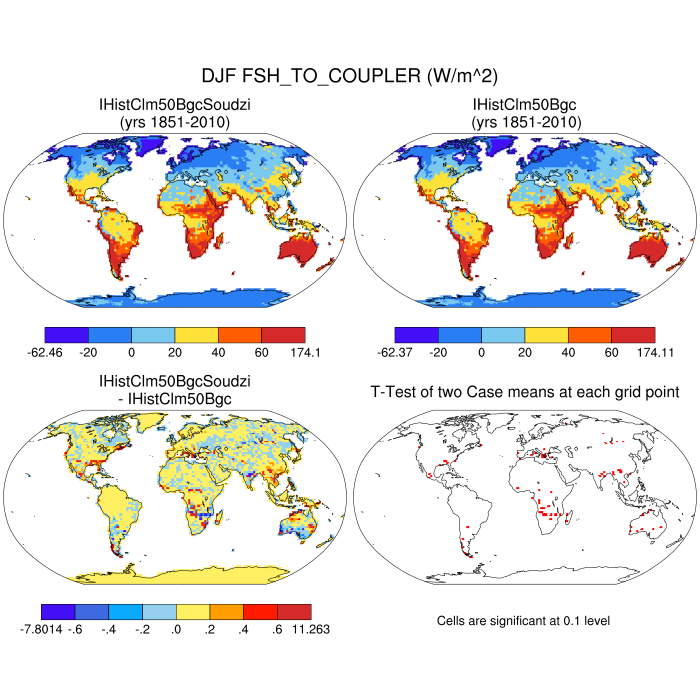 DJF FSH_TO_COUPLER (W/m^2)
IHistClm50BgcSoudzi
(yrs 1851-2010)
IHistClm50Bgc
(yrs 1851-2010)
-62.46 -20 0 20 40 60 174.1
-62.37 -20 0 20 40 60 174.11
IHistClm50BgcSoudzi
- IHistClm50Bgc
T-Test of two Case means at each grid point
-7.8014 -.6 -.4 -.2 .0 .2 .4 .6 11.263
Cells are significant at 0.1 level